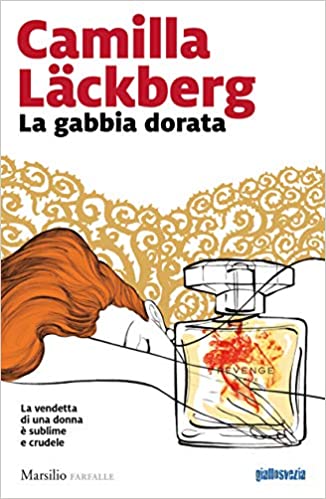 Camilla
Läckberg
La gabbia dorata
REVENGE
La vendetta
di una donna
è sublime
e crudele
Marsilio FARFALLE
giallosvezia